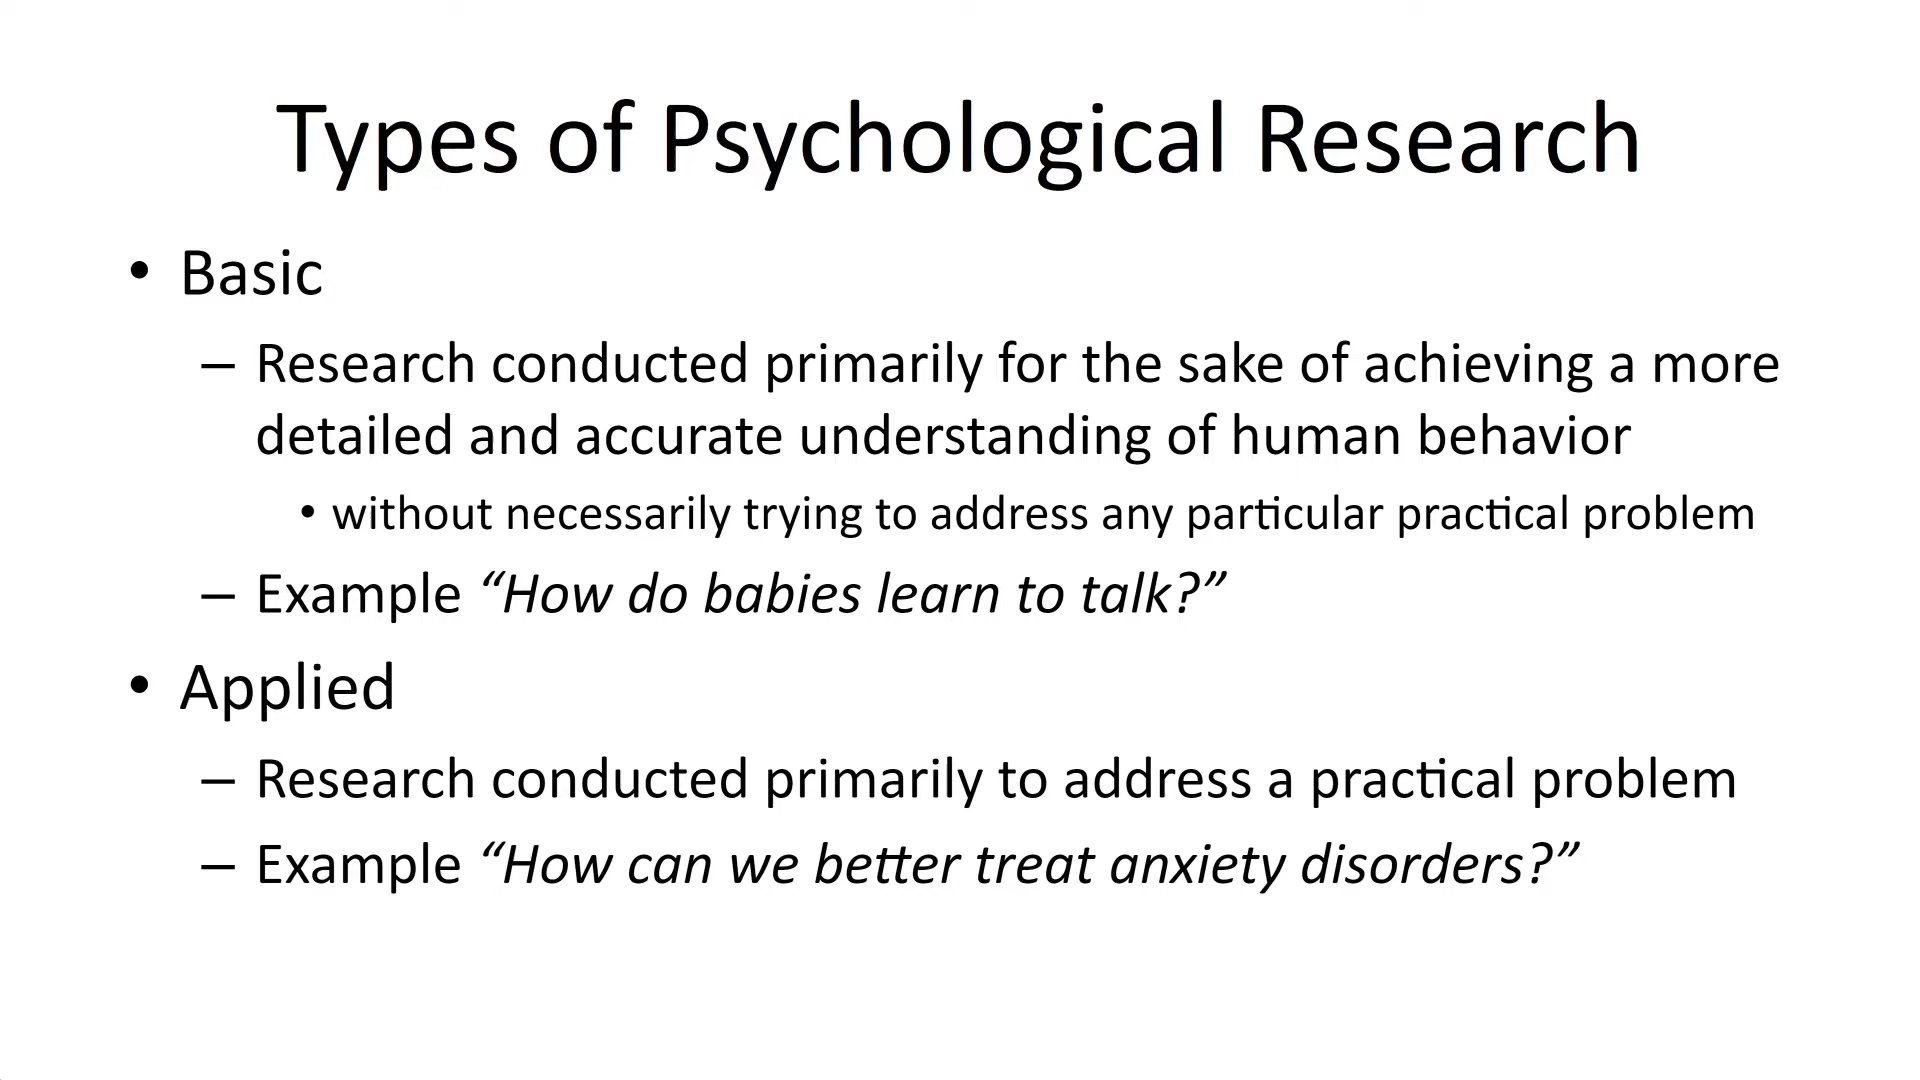 Types of Psychological Research
• Basic
– Research conducted primarily for the sake of achieving a more
detailed and accurate understanding of human behavior
• without necessarily trying to address any particular practical problem
– Example “How do babies learn to talk?”
• Applied
– Research conducted primarily to address a practical problem
– Example “How can we better treat anxiety disorders?”